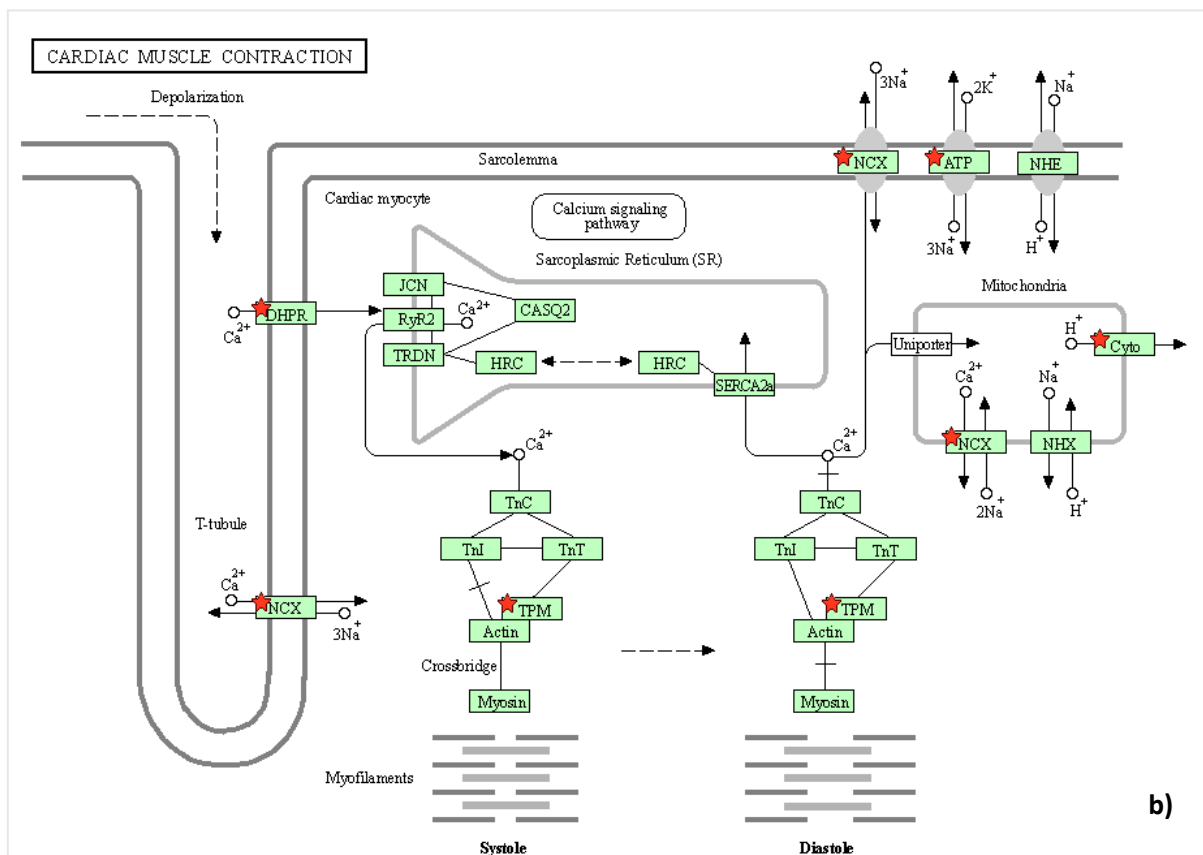 CARDIAC MUSCLE CONTRACTION
Depolarization
3Na+
2K+
Na+
Sarcolemma
NCX
ATP
NHE
Cardiac myocyte
Calcium signaling
pathway
3Na+
H+
Sarcoplasmic Reticulum (SR)
Mitochondria
JCN
Ca2+
CASQ2
DHPR
RyR2
Ca2+
TRDN
HRC
HRC
SERCA2a
Uniporter
H+
Cyto
Ca2+
Na+
NCX
NHX
2Na+
H+
Ca2+
Ca2+
TnC
TnC
T-tubule
TnI
TnT
TnI
TnT
Ca2+
NCX
3Na+
TPM
TPM
Actin
Actin
Crossbridge
Myosin
Myosin
Myofilaments
b)
Systole
Diastole